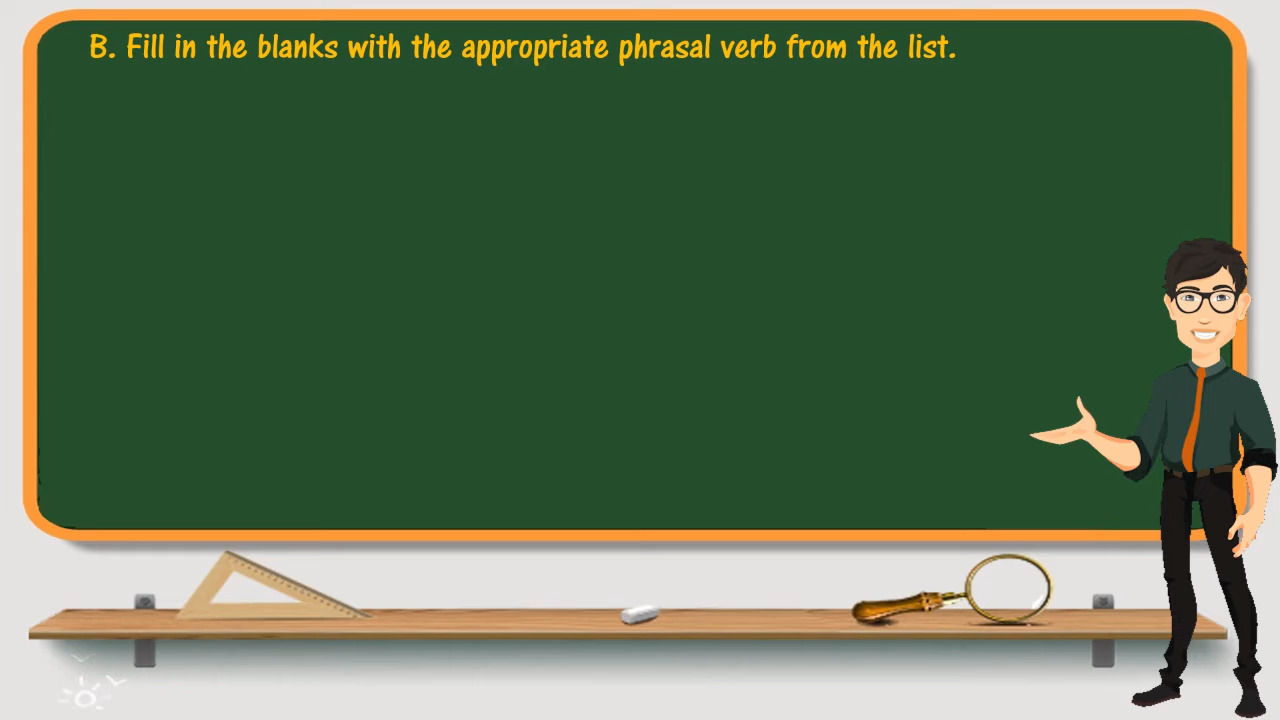 B. Fill in the blanks with the appropriate phrasal verb from the list.